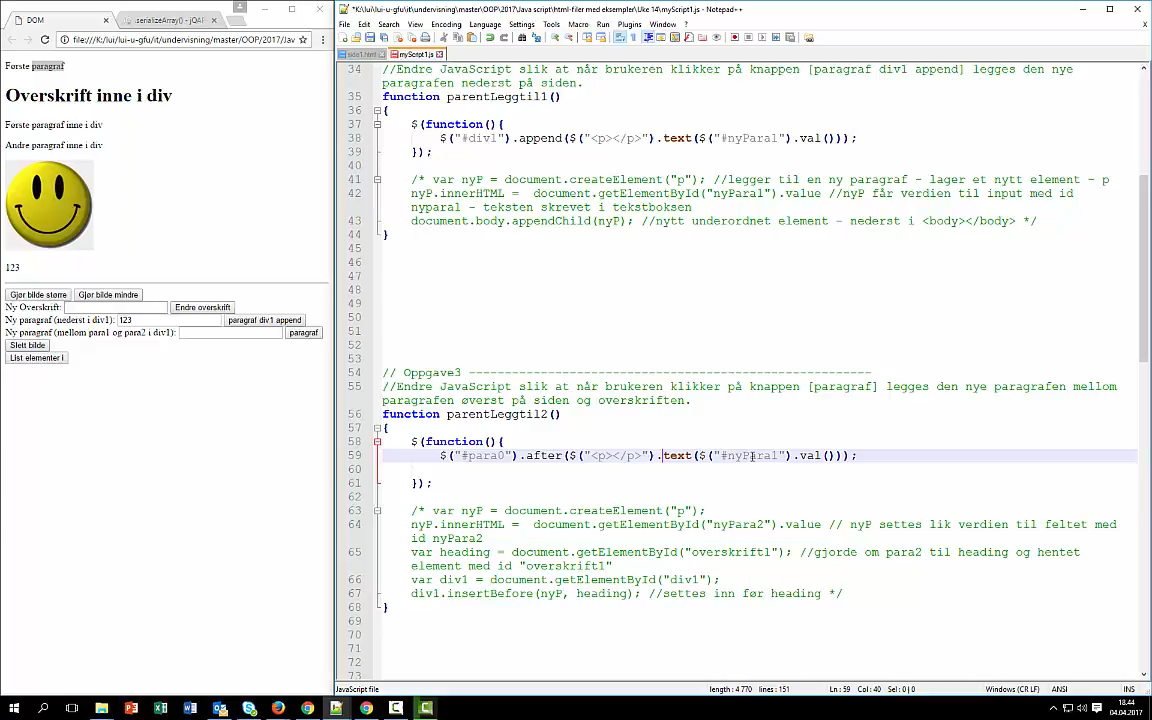 DOM
.serializeArray() – jQAP
file:///K:/lui/lui-u-gfu/it/undervisning/master/OOP/2017/Jav
Første paragraf
Overskrift inne i div
Første paragraf inne i div
Andre paragraf inne i div
123
Gjør bilde større Gjør bilde mindre
Ny Overskrift: Endre overskrift
Ny paragraf (nederst i div1): 123 paragraf div1 append
Ny paragraf (mellom para1 og para2 i div1): paragraf
Slett bilde
List elementer i
*K:\lui\lui-u-gfu\it\undervisning\master\OOP\2017\Java script\html-filer med eksempler\Uke 14\myScript1.js - Notepad++
File Edit Search View Encoding Language Settings Tools Macro Run Plugins Window ?
X
side1.html myScript1.js
34 //Endre JavaScript slik at når brukeren klikker på knappen [paragraf div1 append] legges den nye
paragrafen nederst på siden.
35 function parentLeggtil1()
36 {
37 $(function(){
38 $("#div1").append($("<p></p>").text($("#nyPara1").val()));
39 });
40
41 /* var nyP = document.createElement("p"); //legger til en ny paragraf - lager et nytt element - p
42 nyP.innerHTML = document.getElementById("nyPara1").value //nyP får verdien til input med id
nyparal - teksten skrevet i tekstboksen
43 document.body.appendChild(nyP); //nytt underordnet element - nederst i <body></body> */
44 }
45
46
47
48
49
50
51
52
53
54 // Oppgave3 --------------------------------------------------------
55 //Endre JavaScript slik at når brukeren klikker på knappen [paragraf] legges den nye paragrafen mellom
paragrafen øverst på siden og overskriften.
56 function parentLeggtil2()
57 {
58 $(function(){
59 $("#para0").after($("<p></p>").text($("#nyPara1").val()));
60
61 });
62
63 /* var nyP = document.createElement("p");
64 nyP.innerHTML = document.getElementById("nyPara2").value // nyP settes lik verdien til feltet med
id nyPara2
65 var heading = document.getElementById("overskrift1"); //gjorde om para2 til heading og hentet
element med id "overskrift1"
66 var div1 = document.getElementById("div1");
67 div1.insertBefore(nyP, heading); //settes inn før heading */
68 }
69
70
71
72
73
JavaScript file length : 4 770 lines : 151 Ln : 59 Col : 40 Sel : 0 | 0 Windows (CR LF) ANSI INS
18.44
04.04.2017